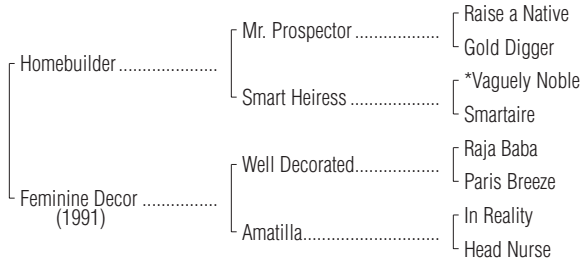 Raise a Native
Mr. Prospector ..................
Gold Digger
Homebuilder .....................
*Vaguely Noble
Smart Heiress ...................
Smartaire
Raja Baba
Well Decorated..................
Paris Breeze
Feminine Decor ................
(1991)
In Reality
Amatilla.............................
Head Nurse